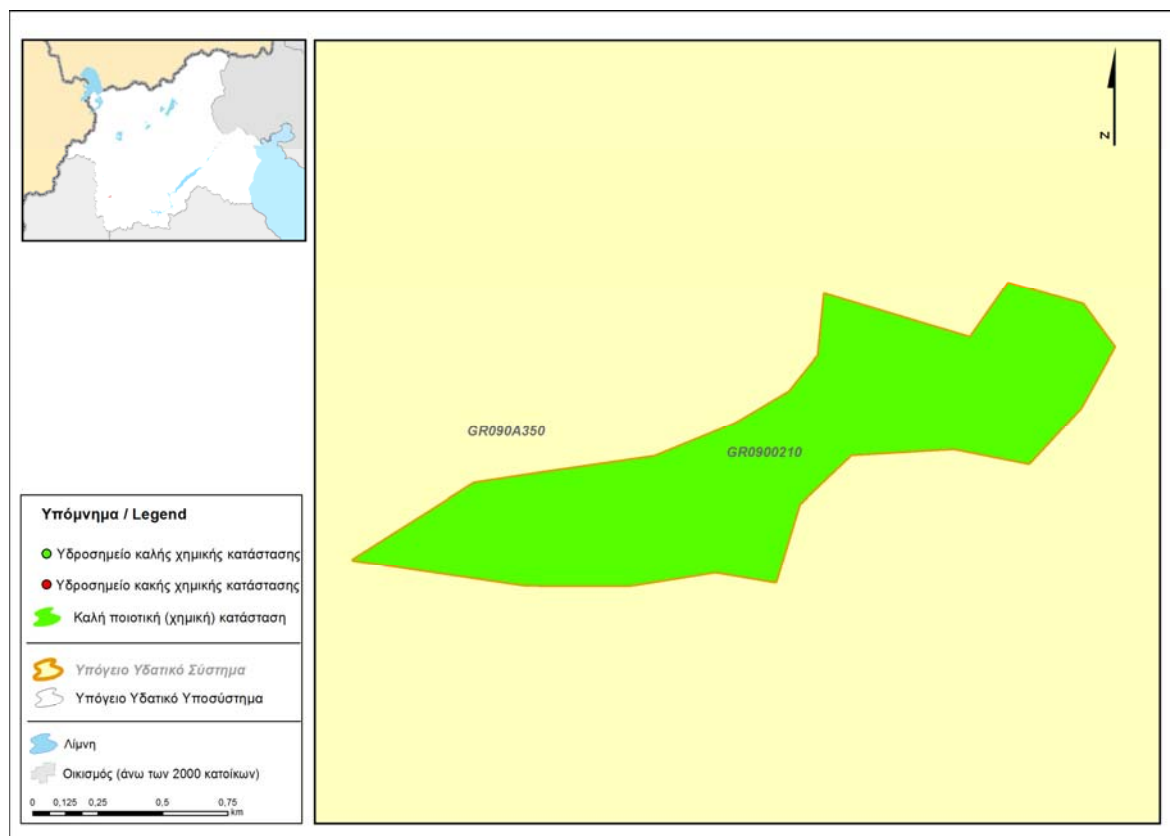 Z
GR090A350
GR0900210
Υπόμνημα / Legend
Υδροσημείο καλής χημικής κατάστασης
Υδροσημείο κακής χημικής κατάστασης
Καλή ποιοτική (χημική) κατάσταση
Υπόγειο Υδατικό Σύστημα
Υπόγειο Υδατικό Υποσύστημα
Λίμνη
Οικισμός (άνω των 2000 κατοίκων)
0 0,125 0,25 0,5 0,75
km